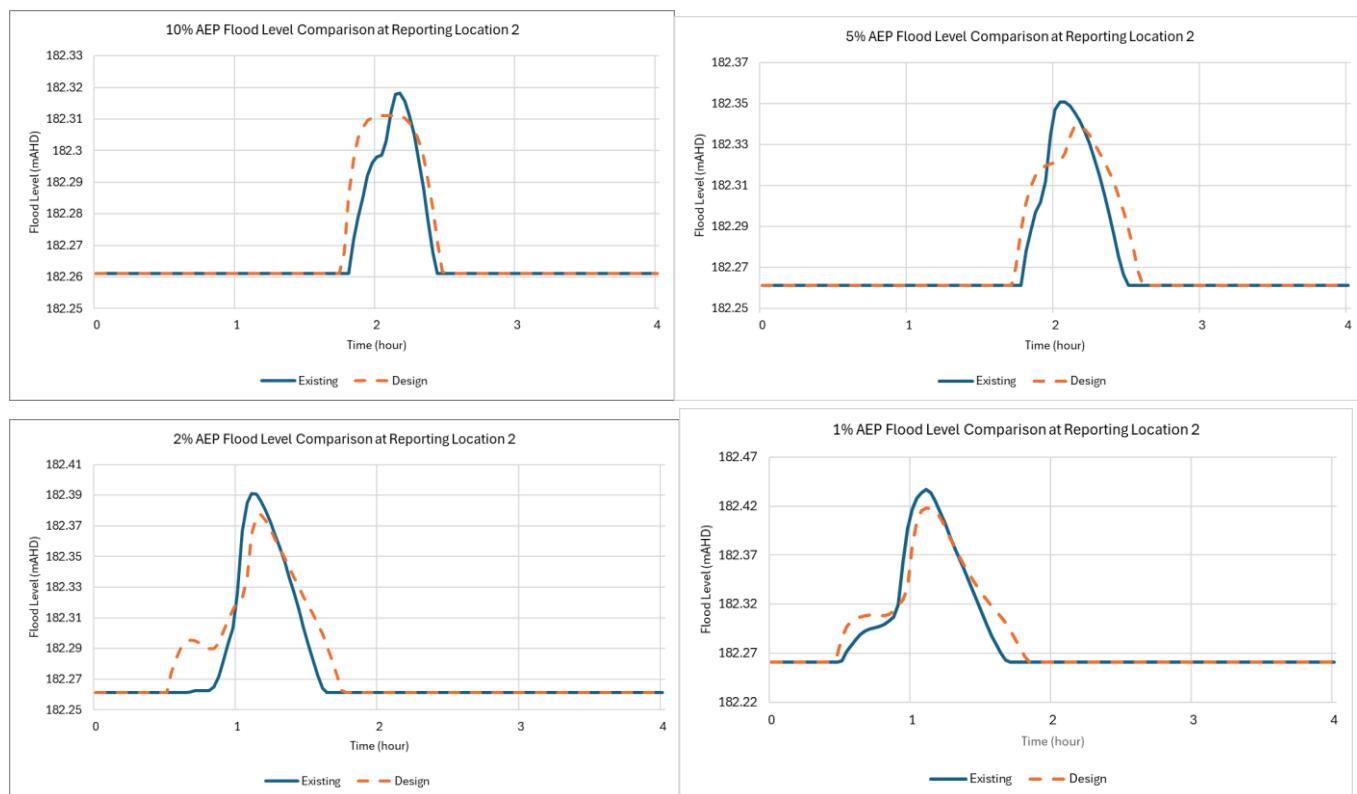 10% AEP Flood Level Comparison at Reporting Location 2
182.33
182.32
182.31
182.3
182.29
182.28
182.27
182.26
182.25
Flood Level (mAHD)
0 1 2 3 4
Time (hour)
Existing Design
5% AEP Flood Level Comparison at Reporting Location 2
182.37
182.35
182.33
182.31
182.29
182.27
182.25
Flood Level (mAHD)
0 1 2 3 4
Time (hour)
Existing Design
2% AEP Flood Level Comparison at Reporting Location 2
182.41
182.39
182.37
182.35
182.33
182.31
182.29
182.27
182.25
Flood Level (mAHD)
0 1 2 3 4
Time (hour)
Existing Design
1% AEP Flood Level Comparison at Reporting Location 2
182.47
182.42
182.37
182.32
182.27
182.22
Flood Level (mAHD)
0 1 2 3 4
Time (hour)
Existing Design